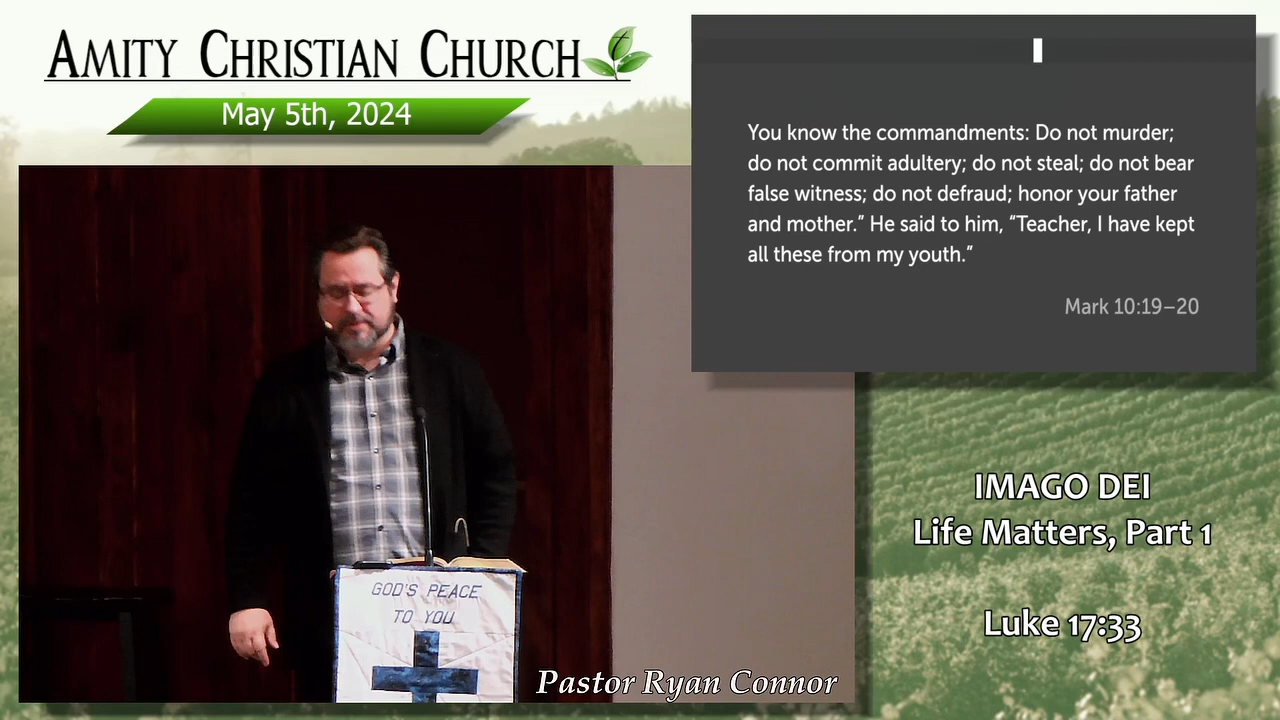 AMITY CHRISTIAN CHURCH
May 5th, 2024
You know the commandments: Do not murder;
do not commit adultery; do not steal; do not bear
false witness; do not defraud; honor your father
and mother.” He said to him, “Teacher, I have kept
all these from my youth.”
Mark 10:19–20
IMAGO DEI
Life Matters, Part 1
Luke 17:33
GOD'S PEACE
TO YOU
Pastor Ryan Connor